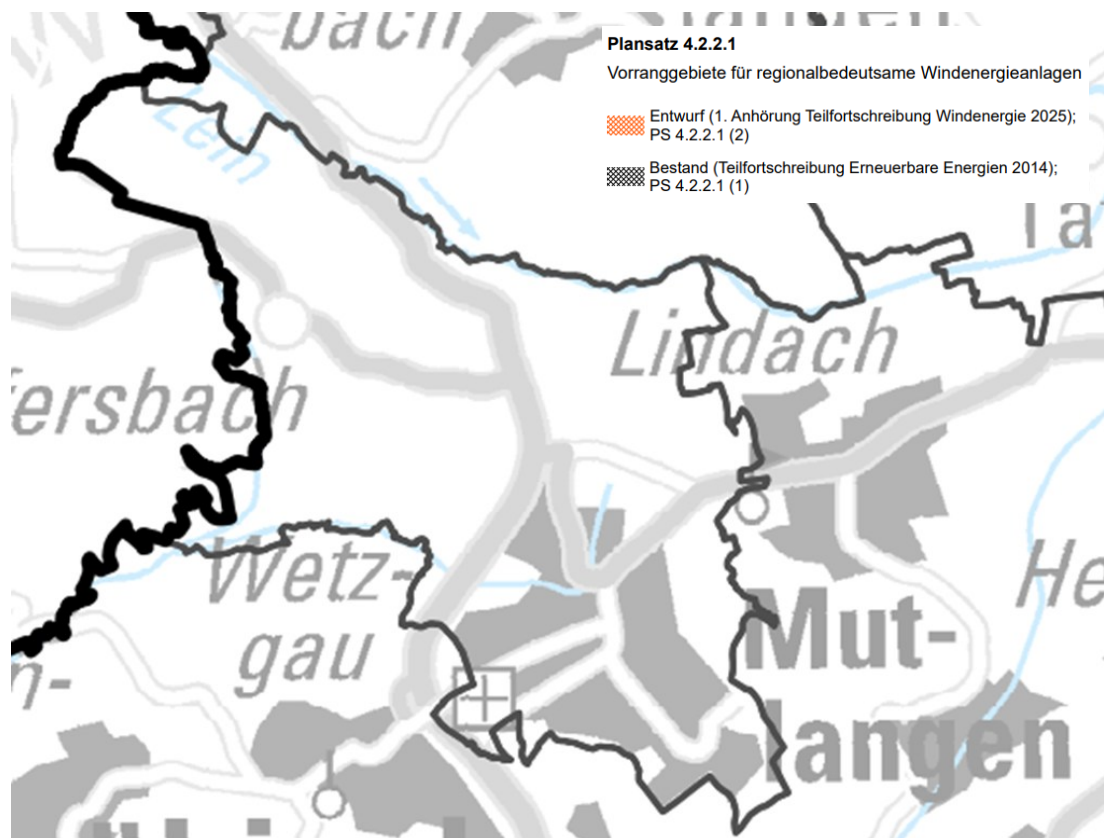 bach
Plansatz 4.2.2.1
Vorranggebiete für regionalbedeutsame Windenergieanlagen
Entwurf (1. Anhörung Teilfortschreibung Windenergie 2025);
PS 4.2.2.1 (2)
Bestand (Teilfortschreibung Erneuerbare Energien 2014);
PS 4.2.2.1 (1)
Lein
Lindach
ersbach
Wetz-
gau
He
Mut-
langen
n-